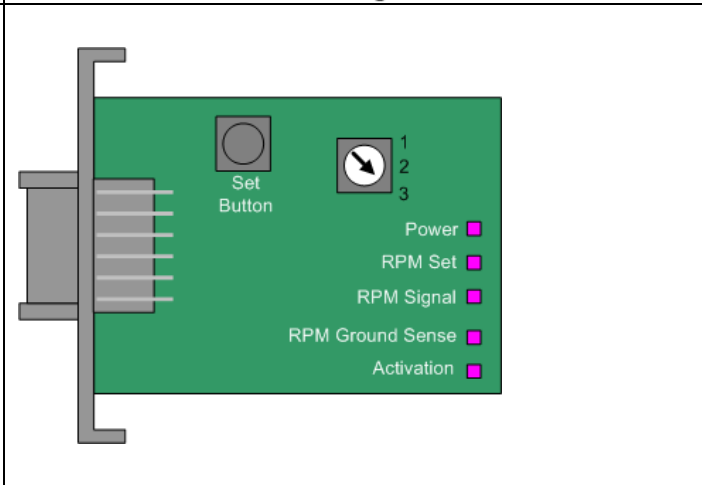 1
2
3
Set
Button
Power
RPM Set
RPM Signal
RPM Ground Sense
Activation